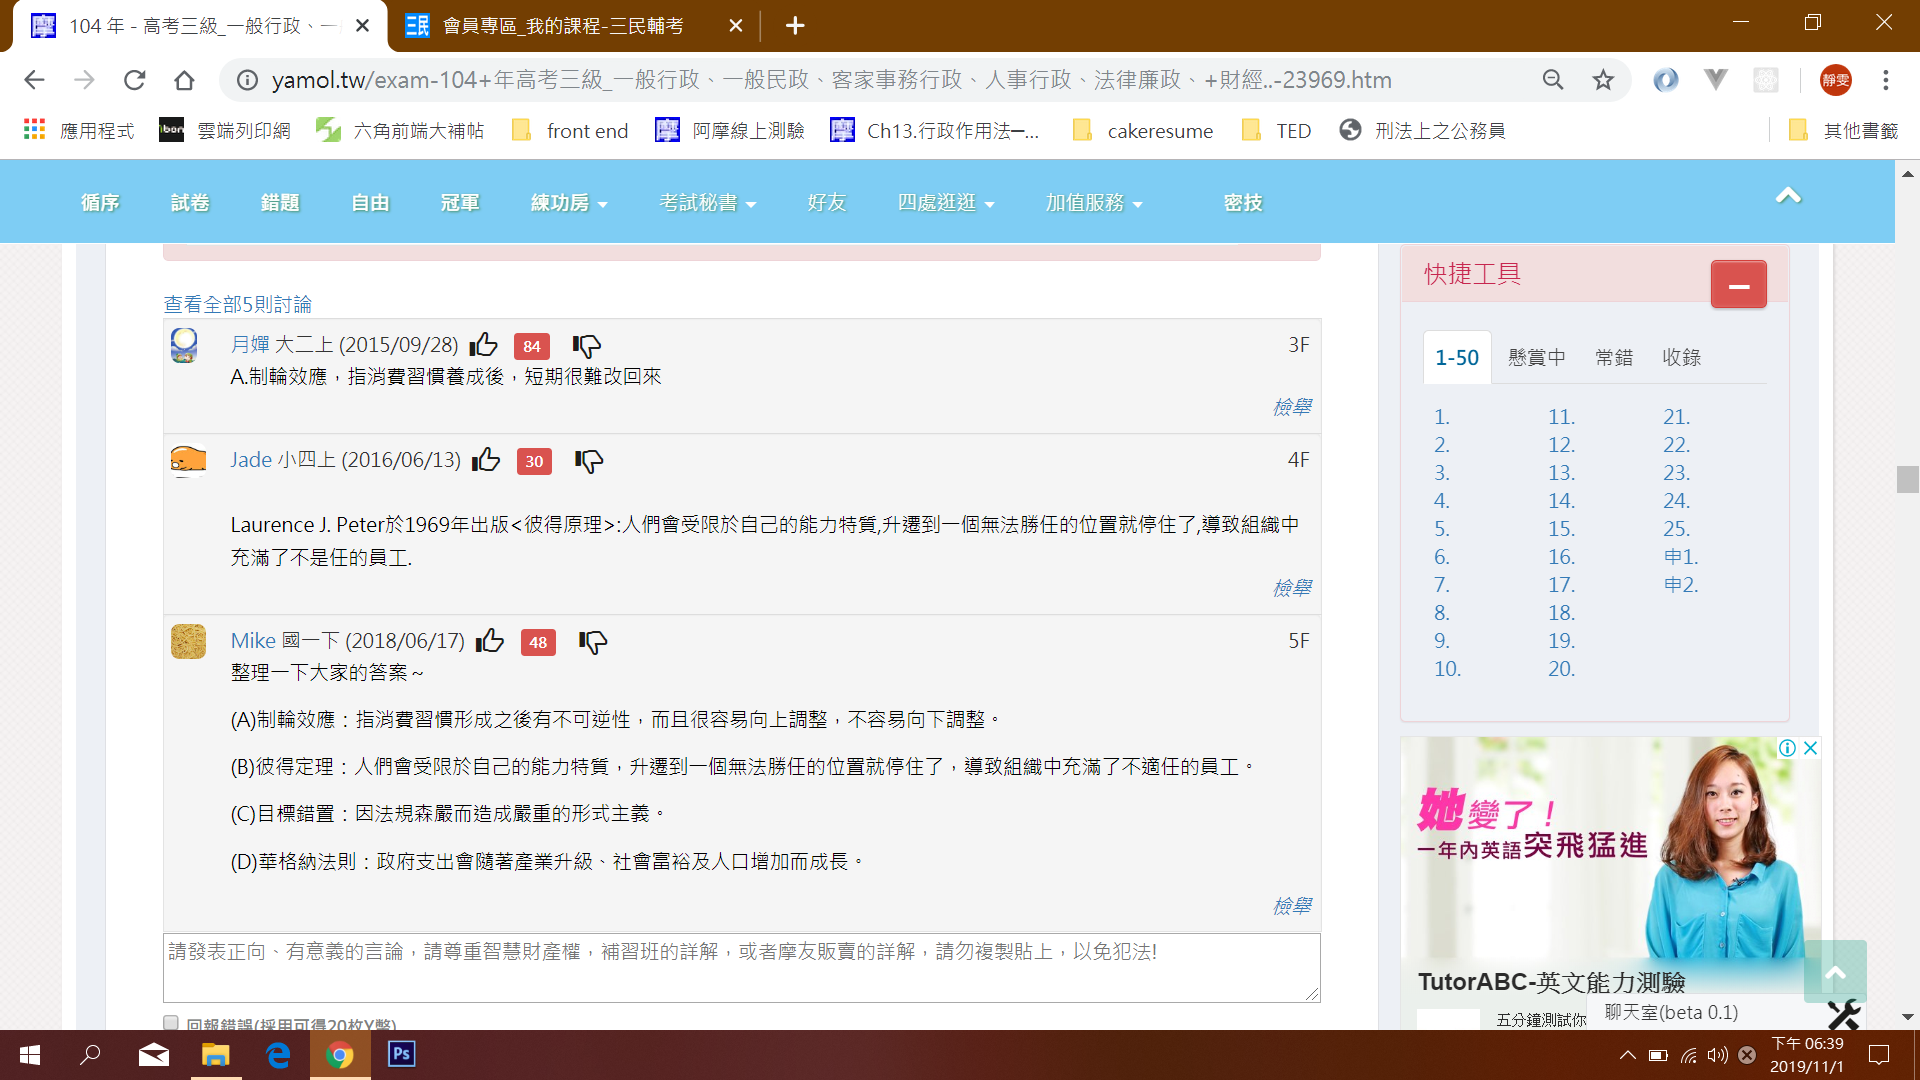 104 年 - 高考三級_一般行政、一
會員專區_我的課程-三民輔考
yamol.tw/exam-104+年高考三級_一般行政、一般民政、客家事務行政、人事行政、法律廉政、+財經..-23969.htm
靜雯
應用程式
ibon 雲端列印網
六角前端大補帖
front end
摩 阿摩線上測驗
摩 Ch13.行政作用法─...
cakeresume
TED
刑法上之公務員
其他書籤
循序 試卷 錯題 自由 冠軍 練功房 考試秘書 好友 四處逛逛 加值服務 密技
查看全部5則討論
月嬋 大二上 (2015/09/28) 84 3F
A.制輪效應，指消費習慣養成後，短期很難改回來
檢舉
Jade 小四上 (2016/06/13) 30 4F
Laurence J. Peter於1969年出版<彼得原理>:人們會受限於自己的能力特質,升遷到一個無法勝任的位置就停住了,導致組織中
充滿了不是任的員工.
檢舉
Mike 國一下 (2018/06/17) 48 5F
整理一下大家的答案～
(A)制輪效應：指消費習慣形成之後有不可逆性，而且很容易向上調整，不容易向下調整。
(B)彼得定理：人們會受限於自己的能力特質，升遷到一個無法勝任的位置就停住了，導致組織中充滿了不適任的員工。
(C)目標錯置：因法規森嚴而造成嚴重的形式主義。
(D)華格納法則：政府支出會隨著產業升級、社會富裕及人口增加而成長。
檢舉
請發表正向、有意義的言論，請尊重智慧財產權，補習班的詳解，或者摩友販賣的詳解，請勿複製貼上，以免犯法!
回報錯誤(採用可得20枚Y幣)
快捷工具
1-50 懸賞中 常錯 收錄
1. 11. 21.
2. 12. 22.
3. 13. 23.
4. 14. 24.
5. 15. 25.
6. 16. 申1.
7. 17. 申2.
8. 18.
9. 19.
10. 20.
她變了！
一年內英語突飛猛進
TutorABC-英文能力測驗
五分鐘測試你
聊天室(beta 0.1)
Ps
下午 06:39
2019/11/1